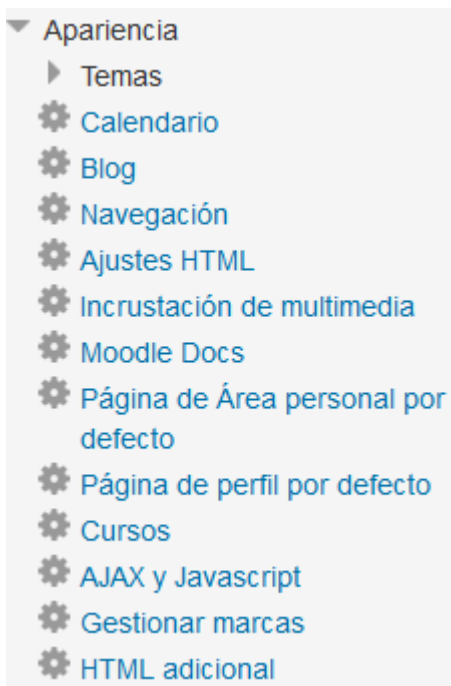 Apariencia
Temas
Calendario
Blog
Navegación
Ajustes HTML
Incrustación de multimedia
Moodle Docs
Página de Área personal por
defecto
Página de perfil por defecto
Cursos
AJAX y Javascript
Gestionar marcas
HTML adicional